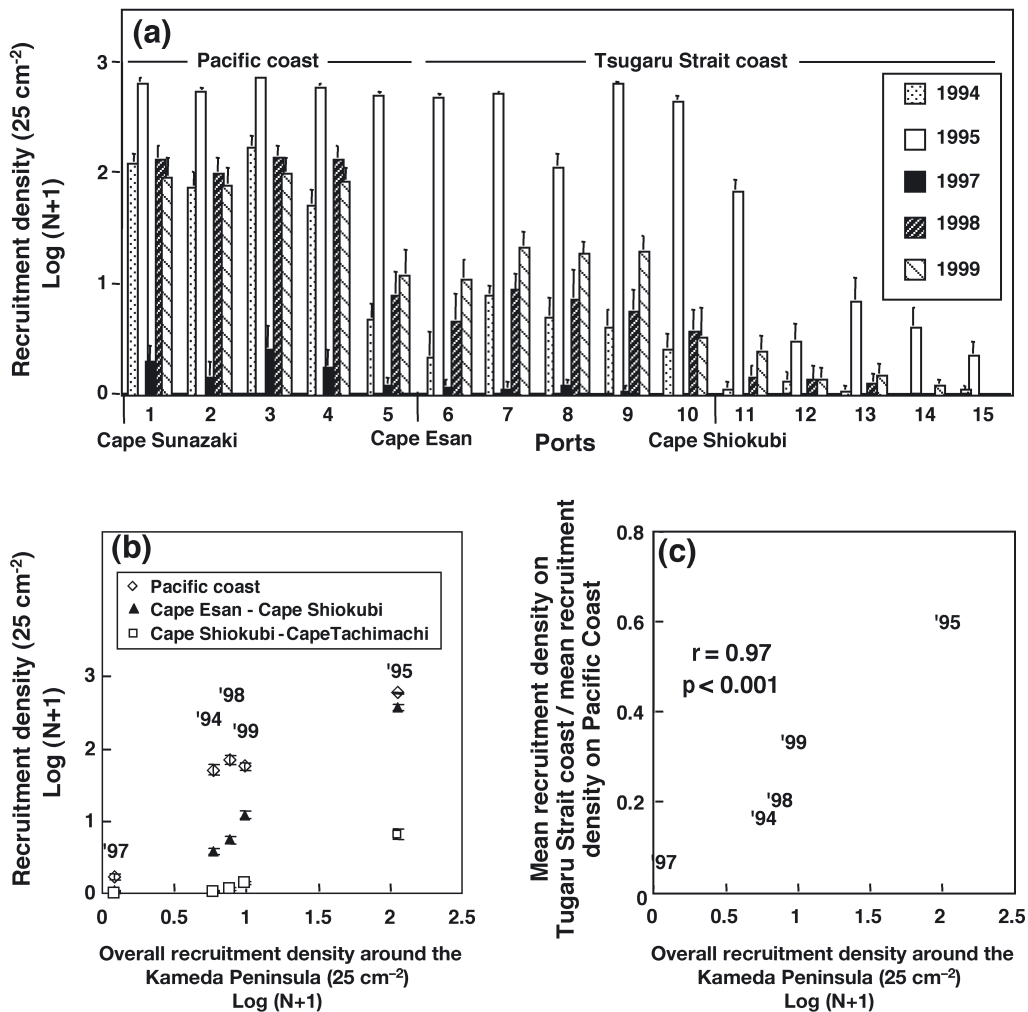 (a)
Pacific coast
Tsugaru Strait coast
Recruitment density (25 cm⁻²)
Log (N+1)
3
2
1
0
1994
1995
1997
1998
1999
1 2 3 4 5 6 7 8 9 10 11 12 13 14 15
Cape Sunazaki
Cape Esan
Ports
Cape Shiokubi
(b)
Pacific coast
Cape Esan - Cape Shiokubi
Cape Shiokubi - CapeTachimachi
Recruitment density (25 cm⁻²)
Log (N+1)
3
2
1
0
'95
'98
'94
'99
'97
0 0.5 1 1.5 2 2.5
Overall recruitment density around the
Kameda Peninsula (25 cm⁻²)
Log (N+1)
(c)
Mean recruitment density on
Tugaru Strait coast / mean recruitment
density on Pacific Coast
0.8
0.6
0.4
0.2
0
r = 0.97
p < 0.001
'95
'99
'98
'94
'97
0 0.5 1 1.5 2 2.5
Overall recruitment density around the
Kameda Peninsula (25 cm⁻²)
Log (N+1)